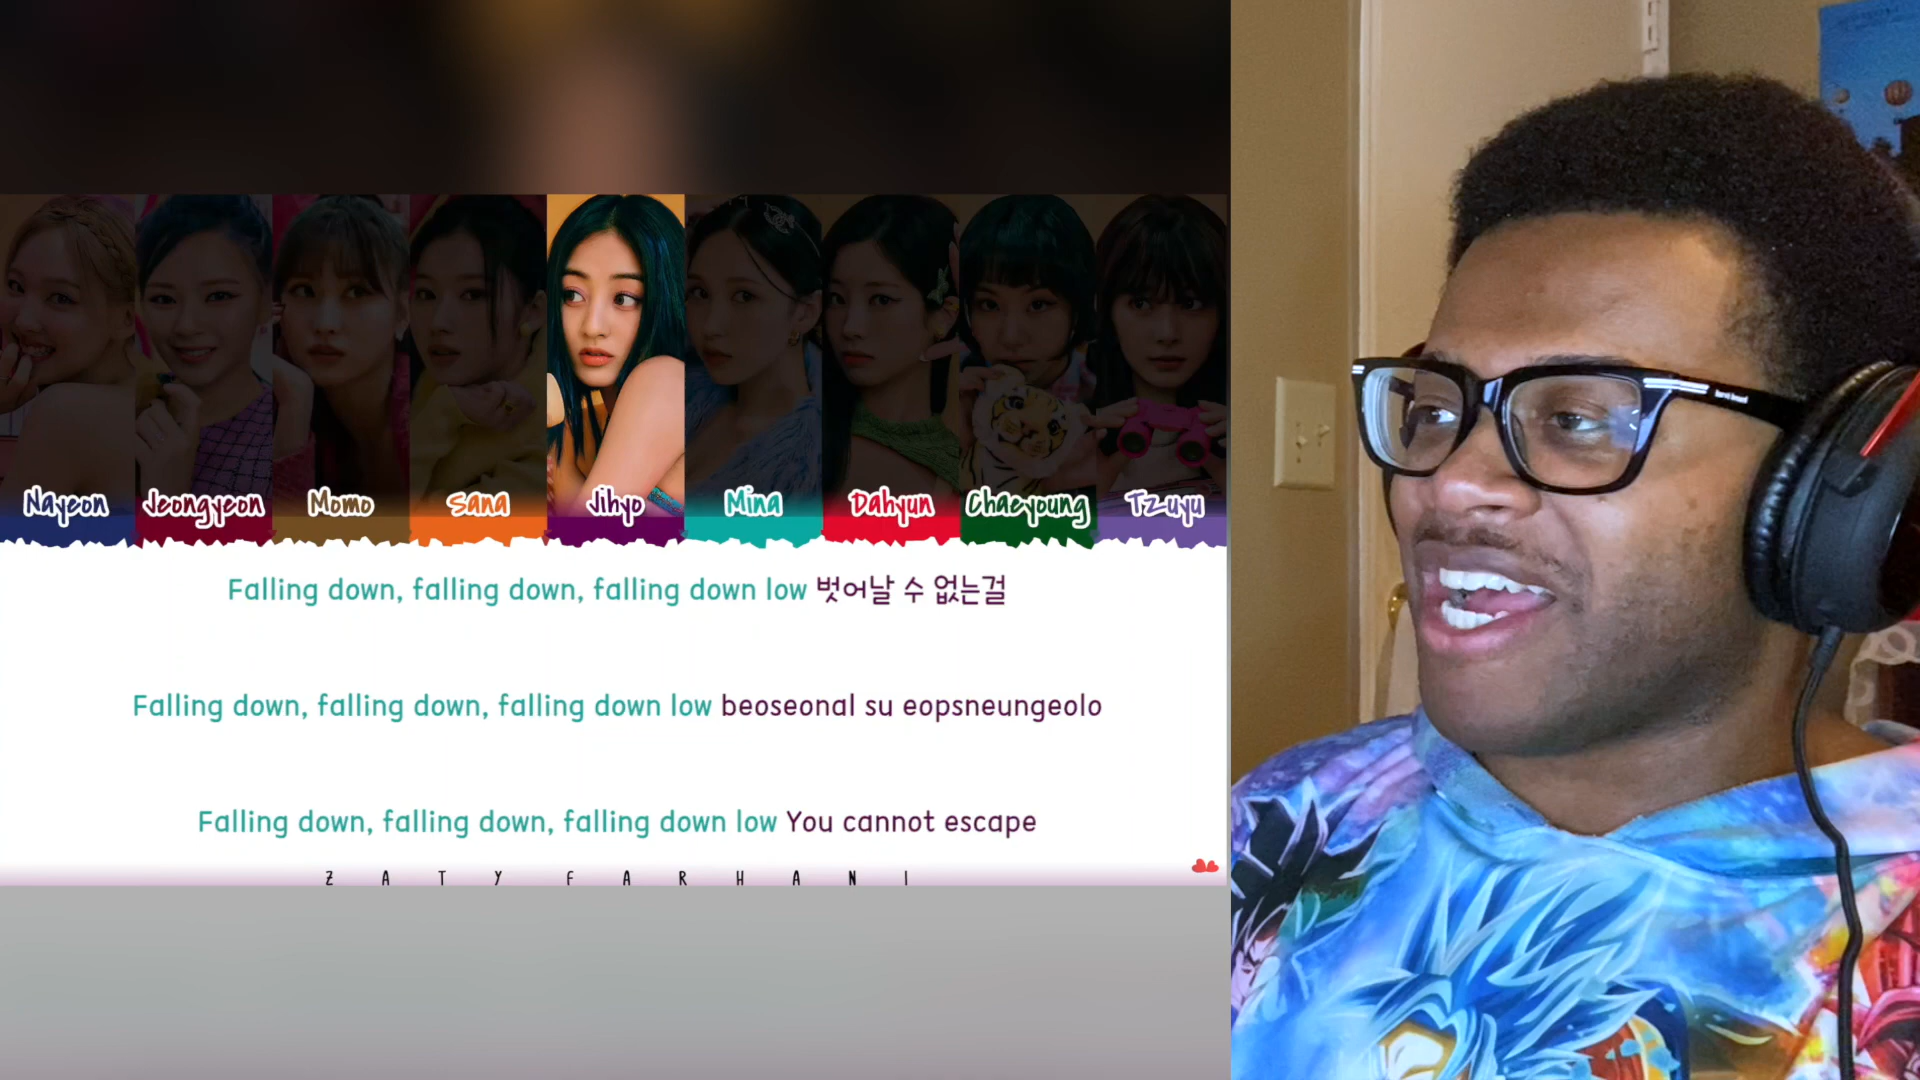 Nayeon Jeongyeon Momo Sana Jihyo Mina Dahyun Chaeyoung Tzuyu
Falling down, falling down, falling down low 벗어날 수 없는걸
Falling down, falling down, falling down low beoseonal su eopsneungeolo
Falling down, falling down, falling down low You cannot escape
ZATY FARHANI